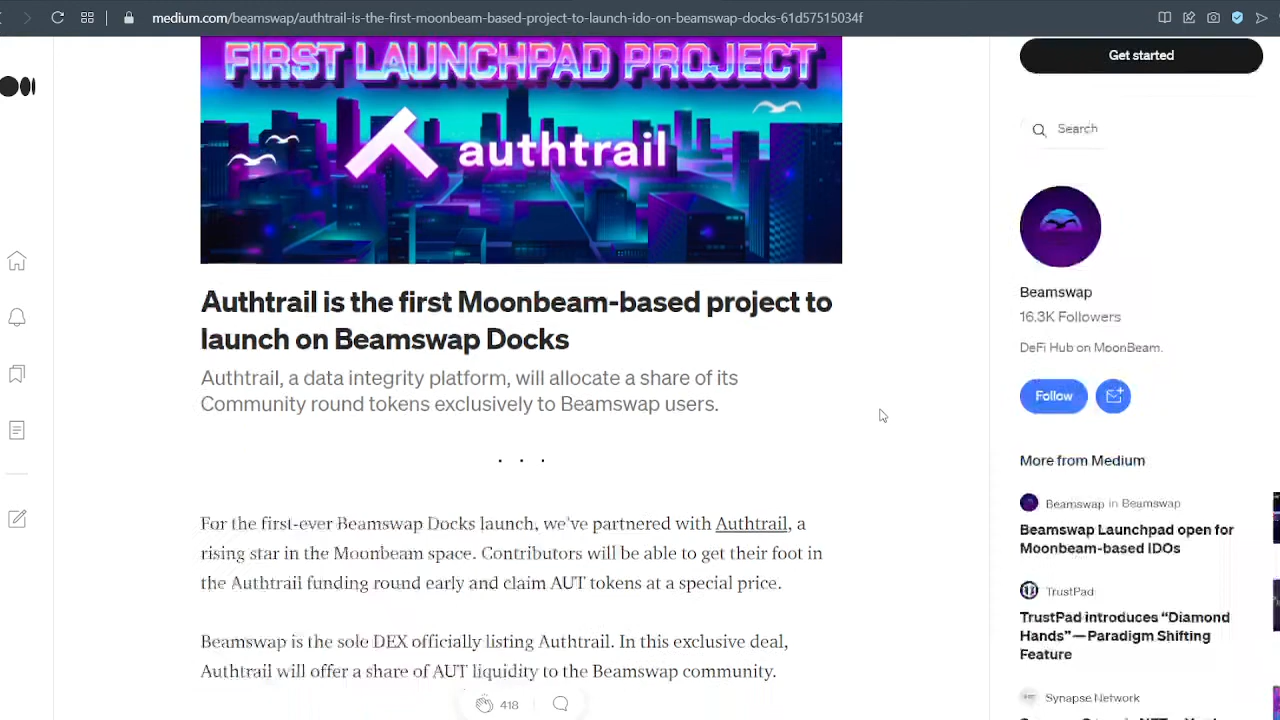 medium.com/beamswap/authtrail-is-the-first-moonbeam-based-project-to-launch-ido-on-beamswap-docks-61d57515034f
FIRST LAUNCHPAD PROJECT
authtrail
Authtrail is the first Moonbeam-based project to
launch on Beamswap Docks
Authtrail, a data integrity platform, will allocate a share of its
Community round tokens exclusively to Beamswap users.
. . .
For the first-ever Beamswap Docks launch, we've partnered with Authtrail, a
rising star in the Moonbeam space. Contributors will be able to get their foot in
the Authtrail funding round early and claim AUT tokens at a special price.
Beamswap is the sole DEX officially listing Authtrail. In this exclusive deal,
Authtrail will offer a share of AUT liquidity to the Beamswap community.
418
Get started
Search
Beamswap
16.3K Followers
DeFi Hub on MoonBeam.
Follow
More from Medium
Beamswap in Beamswap
Beamswap Launchpad open for
Moonbeam-based IDOs
TrustPad
TrustPad introduces “Diamond
Hands” — Paradigm Shifting
Feature
Synapse Network